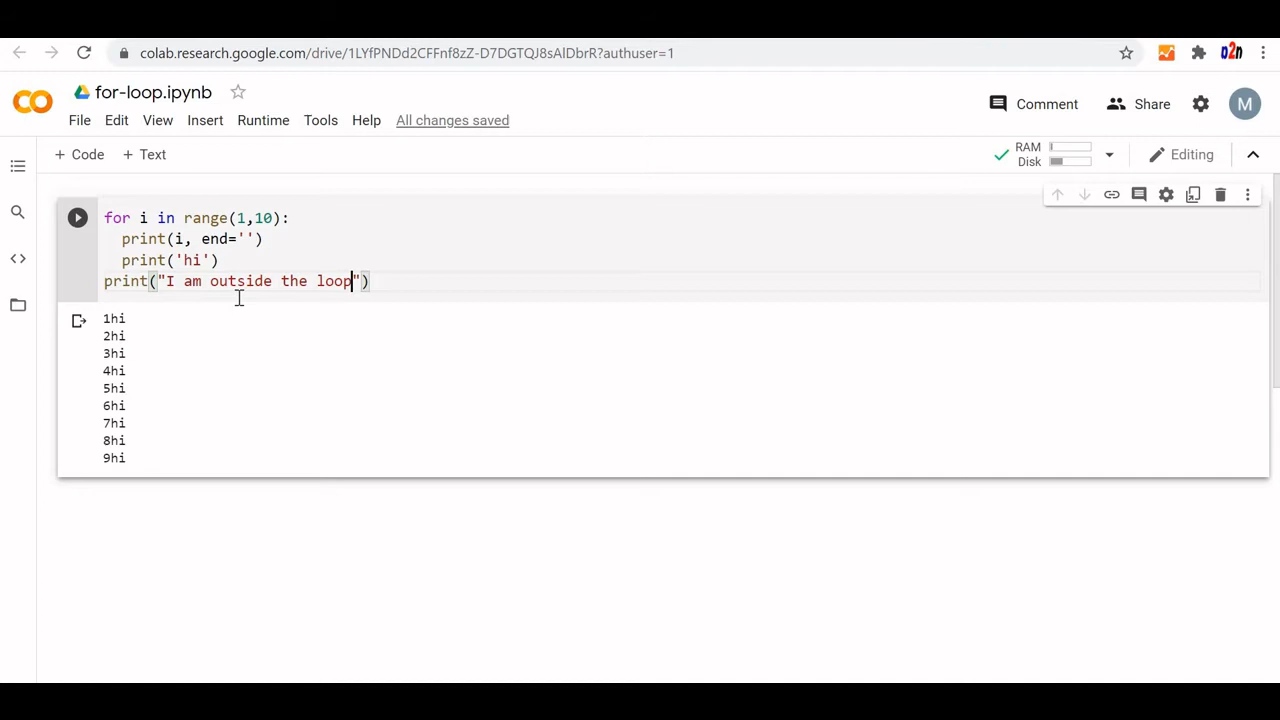 colab.research.google.com/drive/1LYfPNDd2CFFnf8zZ-D7DGTQJ8sAlDbrR?authuser=1
D2n
CO
for-loop.ipynb
Comment
Share
M
File Edit View Insert Runtime Tools Help All changes saved
+ Code + Text
RAM
Disk
Editing
for i in range(1,10):
  print(i, end='')
  print('hi')
print("I am outside the loop")
1hi
2hi
3hi
4hi
5hi
6hi
7hi
8hi
9hi